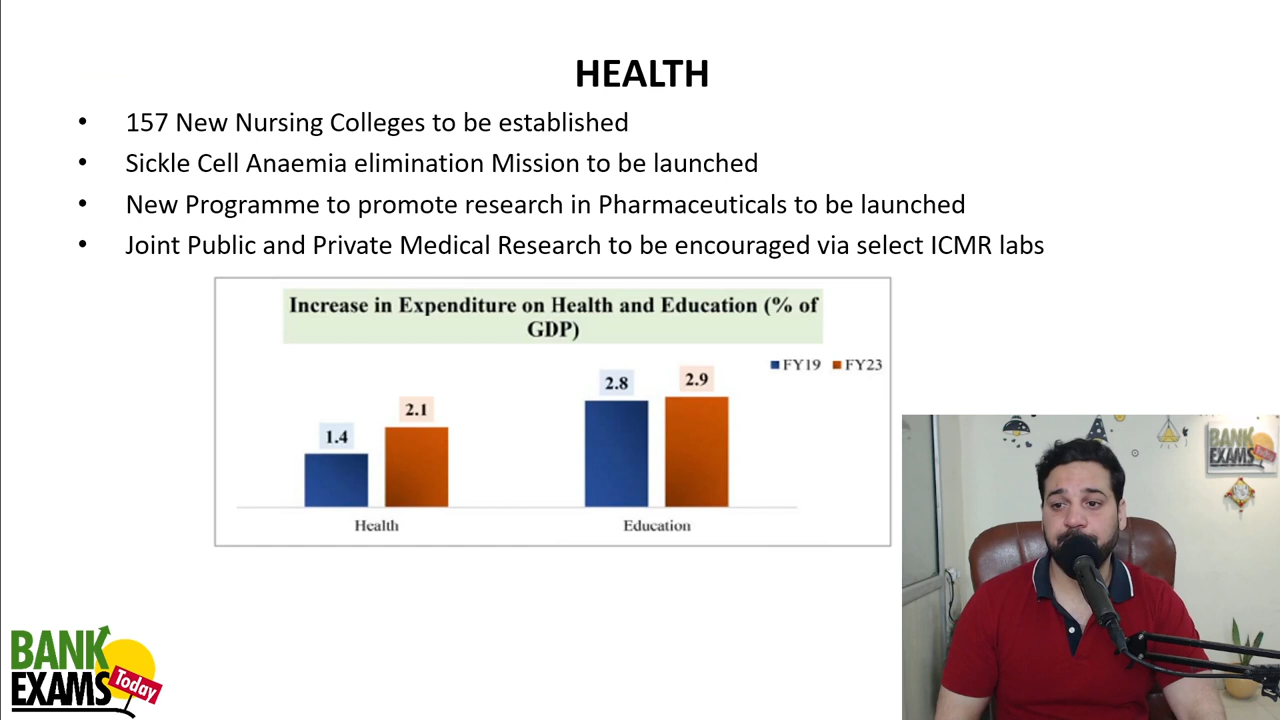 HEALTH
• 157 New Nursing Colleges to be established
• Sickle Cell Anaemia elimination Mission to be launched
• New Programme to promote research in Pharmaceuticals to be launched
• Joint Public and Private Medical Research to be encouraged via select ICMR labs
Increase in Expenditure on Health and Education (% of
GDP)
FY19 FY23
1.4 2.1 2.8 2.9
Health Education
BANK
EXAMS
BANK
EXAMS
Today